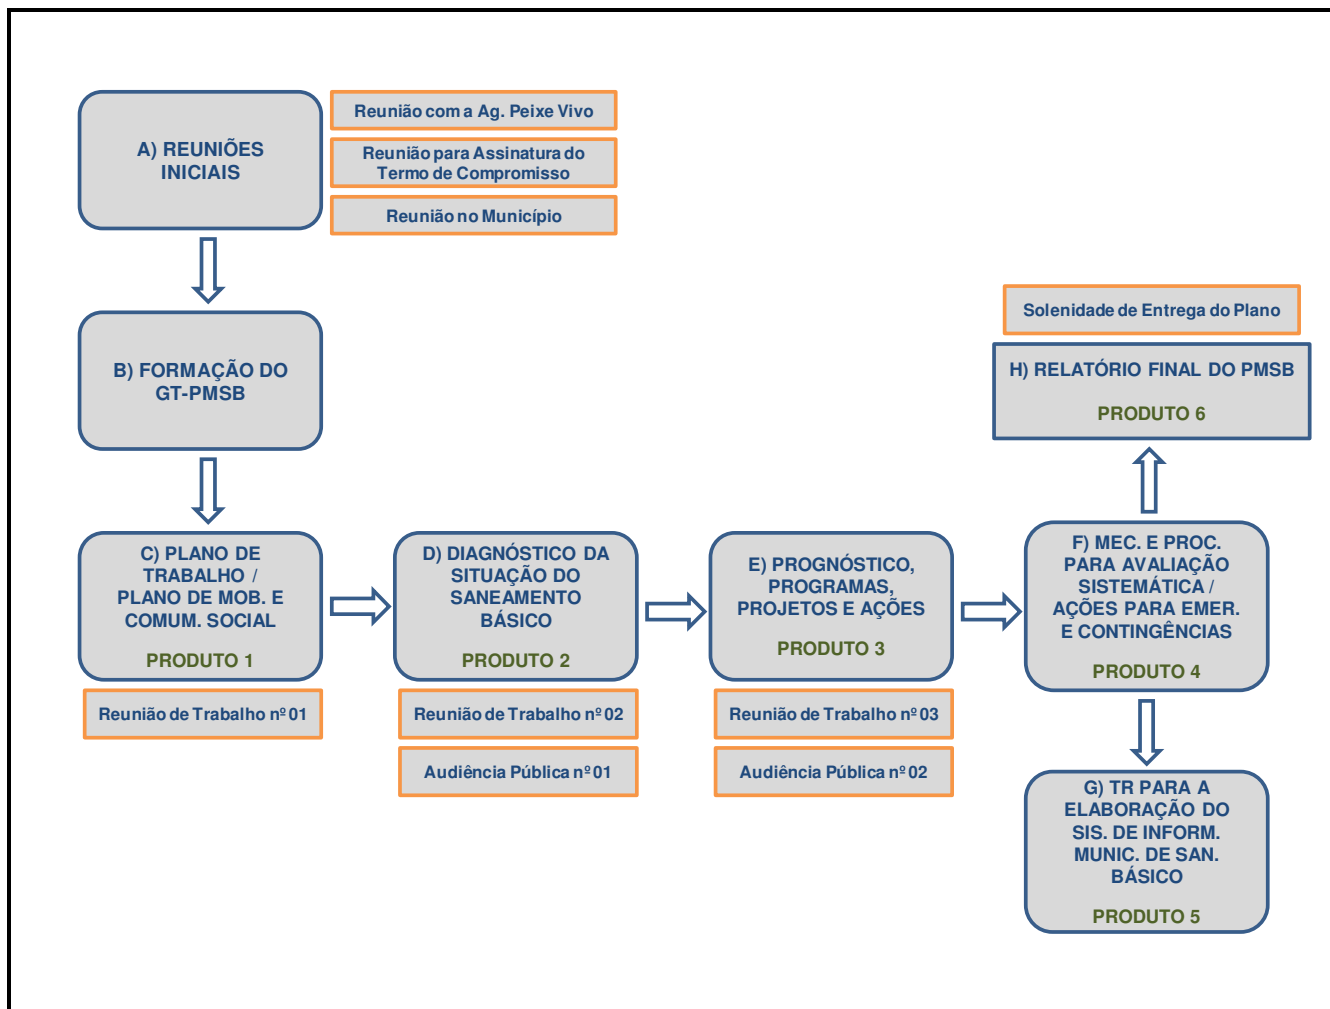 A) REUNIÕES
INICIAIS
Reunião com a Ag. Peixe Vivo
Reunião para Assinatura do
Termo de Compromisso
Reunião no Município
B) FORMAÇÃO DO
GT-PMSB
C) PLANO DE
TRABALHO /
PLANO DE MOB. E
COMUM. SOCIAL
PRODUTO 1
Reunião de Trabalho nº 01
D) DIAGNÓSTICO DA
SITUAÇÃO DO
SANEAMENTO
BÁSICO
PRODUTO 2
Reunião de Trabalho nº 02
Audiência Pública nº 01
E) PROGNÓSTICO,
PROGRAMAS,
PROJETOS E AÇÕES
PRODUTO 3
Reunião de Trabalho nº 03
Audiência Pública nº 02
F) MEC. E PROC.
PARA AVALIAÇÃO
SISTEMÁTICA /
AÇÕES PARA EMER.
E CONTINGÊNCIAS
PRODUTO 4
G) TR PARA A
ELABORAÇÃO DO
SIS. DE INFORM.
MUNIC. DE SAN.
BÁSICO
PRODUTO 5
Solenidade de Entrega do Plano
H) RELATÓRIO FINAL DO PMSB
PRODUTO 6